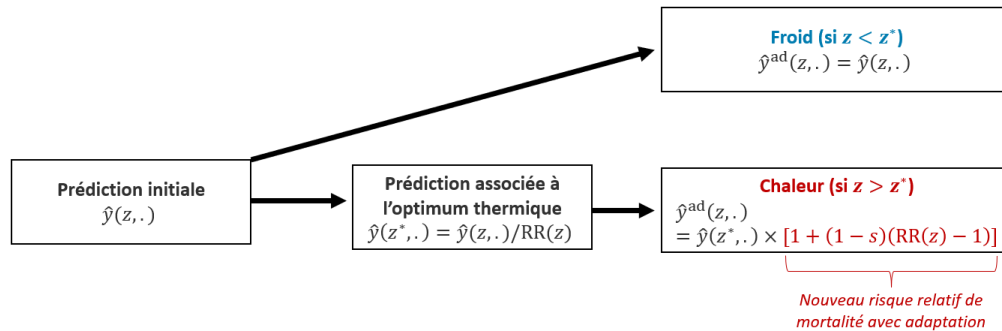 Froid (si z < z*)
ŷ^ad(z,.) = ŷ(z,.)
Prédiction initiale
ŷ(z,.)
Prédiction associée à
l'optimum thermique
ŷ(z*,.) = ŷ(z,.)/RR(z)
Chaleur (si z > z*)
ŷ^ad(z,.)
= ŷ(z*,.) × [1 + (1 − s)(RR(z) − 1)]
Nouveau risque relatif de
mortalité avec adaptation